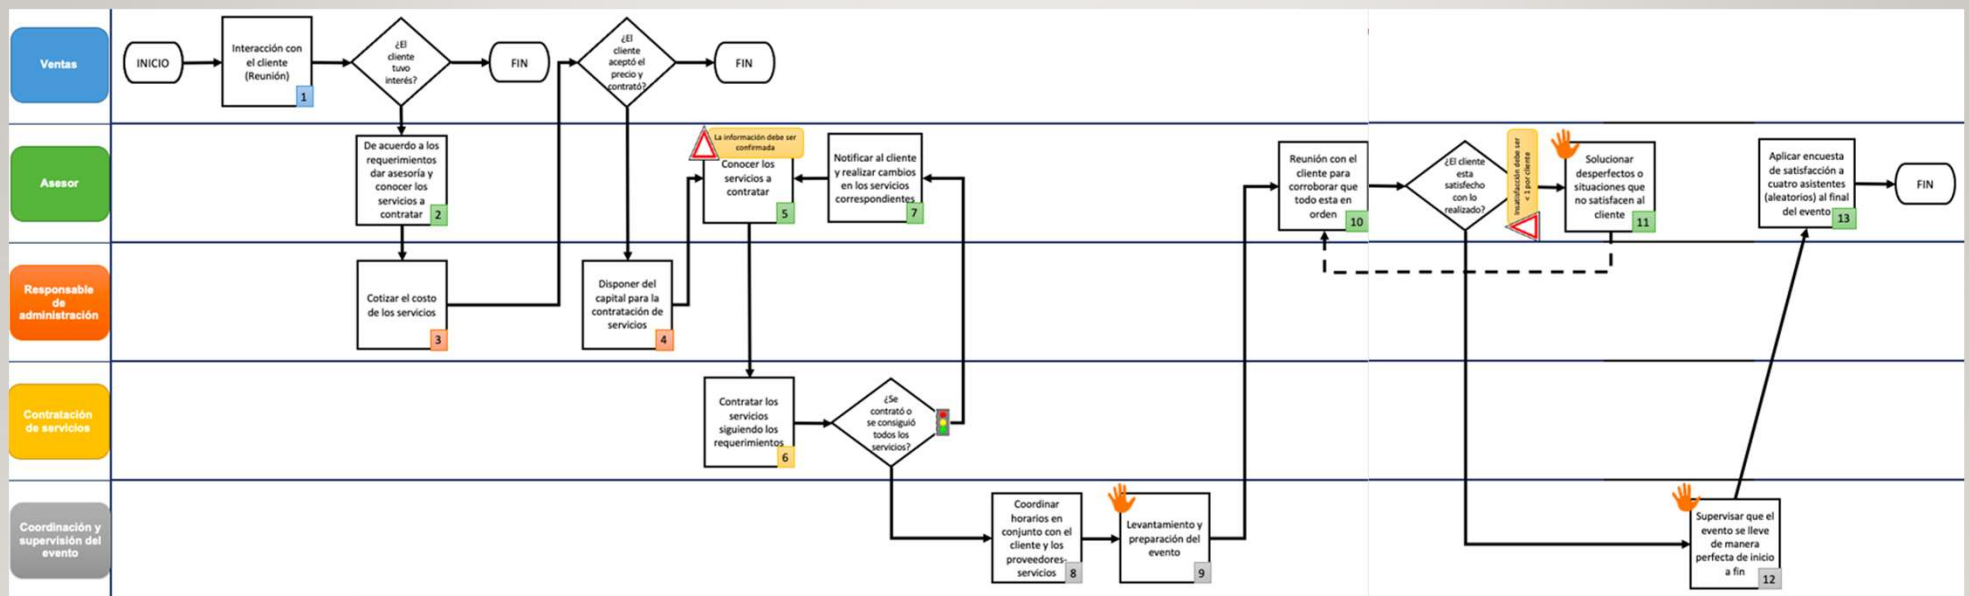 Ventas
INICIO
Interacción con
el cliente
(Reunión)
1
¿El
cliente
tuvo
interés?
FIN
¿El
cliente
aceptó el
precio y
contrató?
FIN
Asesor
De acuerdo a los
requerimientos
dar asesoría y
conocer los
servicios a
contratar
2
La información debe ser
confirmada
Conocer los
servicios a
contratar
5
Notificar al cliente
y realizar cambios
en los servicios
correspondientes
7
Reunión con el
cliente para
corroborar que
todo esta en
orden
10
¿El cliente
esta
satisfecho
con lo
realizado?
Insatisfacción debe ser
< 1 por cliente
Solucionar
desperfectos o
situaciones que
no satisfacen al
cliente
11
Aplicar encuesta
de satisfacción a
cuatro asistentes
(aleatorios) al final
del evento
13
FIN
Responsable
de
administración
Cotizar el costo
de los servicios
3
Disponer del
capital para la
contratación de
servicios
4
Contratación
de servicios
Contratar los
servicios
siguiendo los
requerimientos
6
¿Se
contrató o
se consiguió
todos los
servicios?
Coordinación y
supervisión del
evento
Coordinar
horarios en
conjunto con el
cliente y los
proveedores-
servicios
8
Levantamiento y
preparación del
evento
9
Supervisar que el
evento se lleve
de manera
perfecta de inicio
a fin
12